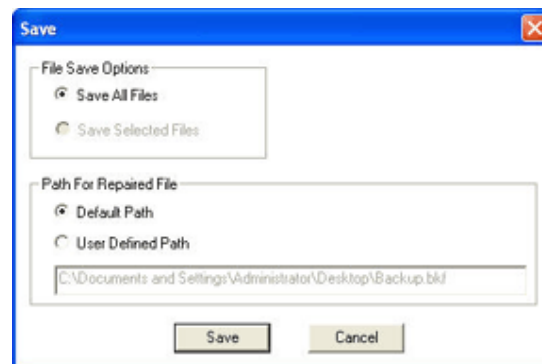 Save
File Save Options
Save All Files
Save Selected Files
Path For Repaired File
Default Path
User Defined Path
C:\Documents and Settings\Administrator\Desktop\Backup.bkf
Save Cancel